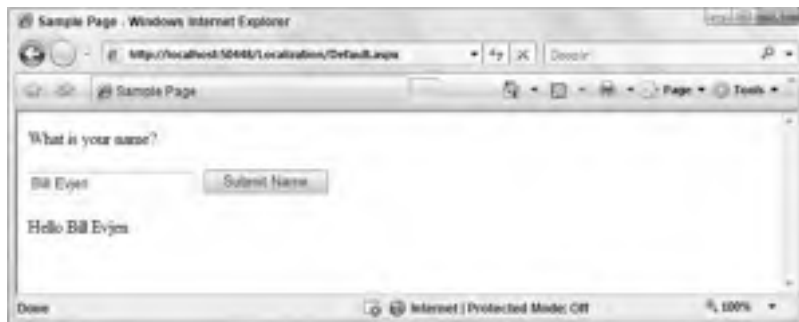 Sample Page - Windows Internet Explorer
http://localhost:50448/Localization/Default.aspx
Google
Sample Page
Page
Tools
What is your name?
Bill Evjen
Submit Name
Hello Bill Evjen
Done
Internet | Protected Mode: Off
100%